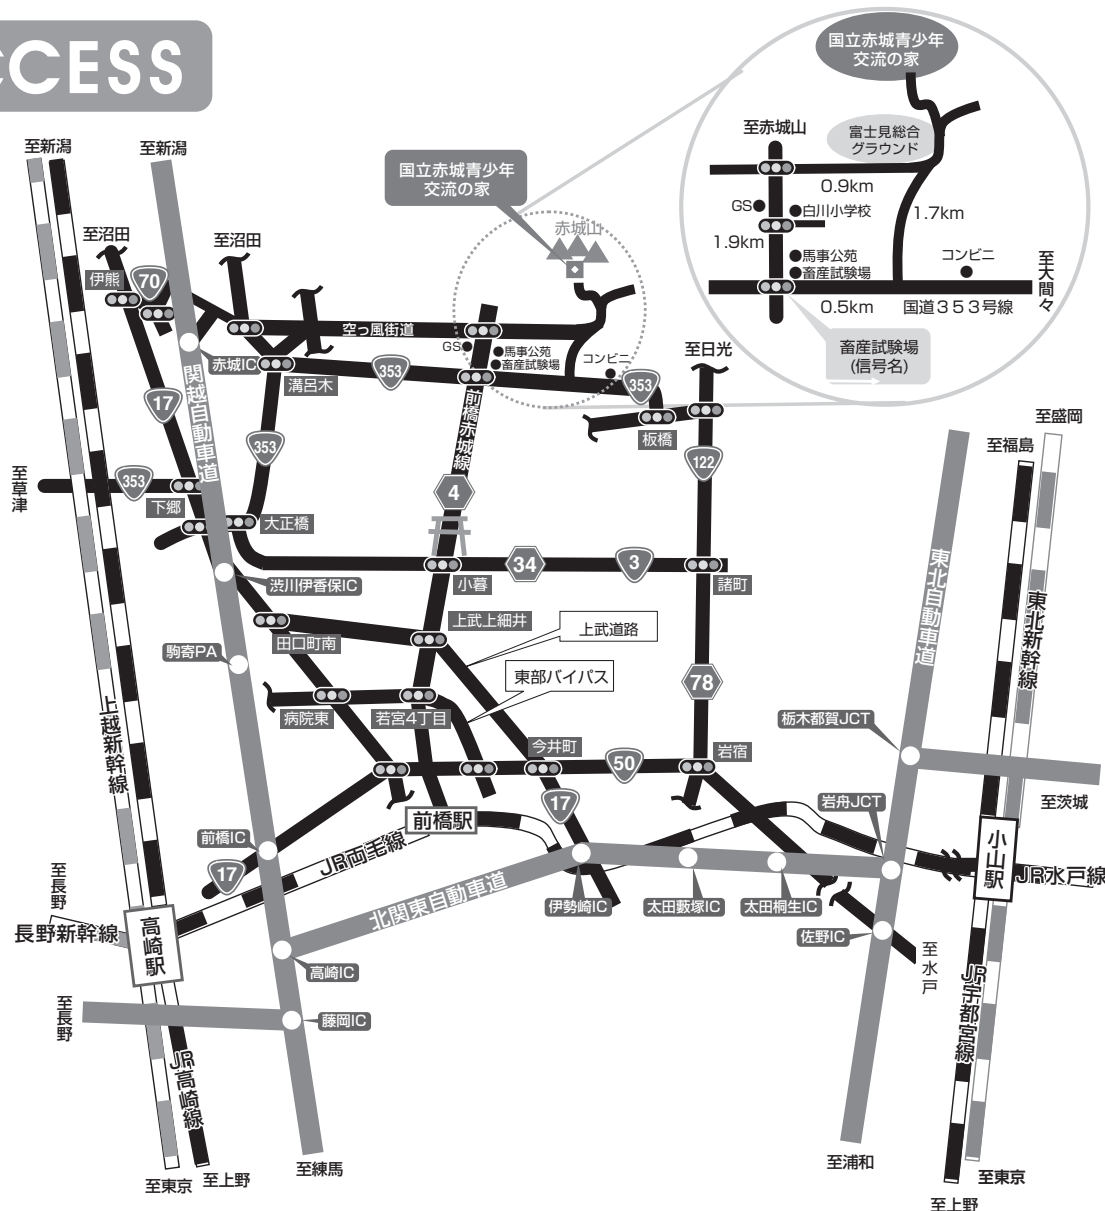 CCESS
国立赤城青少年
交流の家
至赤城山
富士見総合
グラウンド
0.9km
GS
白川小学校
1.7km
1.9km
馬事公苑
畜産試験場
コンビニ
至大間々
0.5km
国道353号線
畜産試験場
(信号名)
至新潟
至新潟
国立赤城青少年
交流の家
赤城山
至沼田
至沼田
伊熊
70
空っ風街道
GS
馬事公苑
畜産試験場
コンビニ
赤城IC
溝呂木
353
353
至日光
板橋
17
関越自動車道
前橋赤城線
353
122
至草津
353
下郷
大正橋
4
至盛岡
至福島
渋川伊香保IC
小暮
34
3
諸町
東北自動車道
東北新幹線
上武上細井
上武道路
田口町南
駒寄PA
東部バイパス
78
上越新幹線
病院東
若宮4丁目
今井町
50
岩宿
栃木都賀JCT
至茨城
17
前橋駅
岩舟JCT
前橋IC
JR両毛線
17
小山駅
JR水戸線
至長野
長野新幹線
高崎駅
北関東自動車道
伊勢崎IC
太田藪塚IC
太田桐生IC
佐野IC
至水戸
高崎IC
至長野
藤岡IC
JR高崎線
JR宇都宮線
至練馬
至浦和
至東京
至上野
至東京
至上野